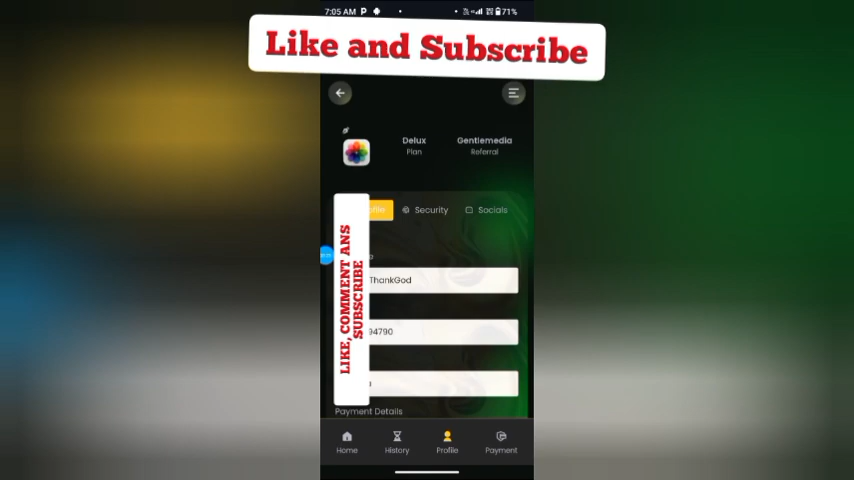 7:05 AM P
71%
Like and Subscribe
Delux
Plan
Gentlemedia
Referral
Security
Socials
LIKE, COMMENT ANS
SUBSCRIBE
ThankGod
94790
Payment Details
Home
History
Profile
Payment